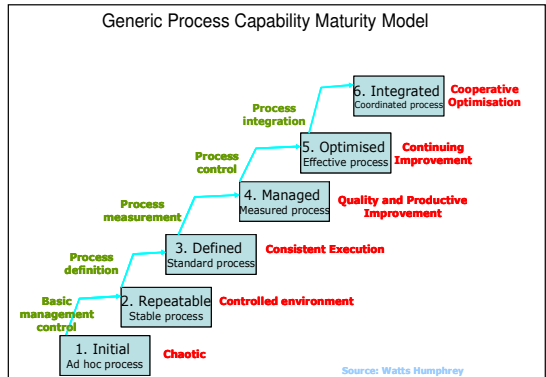 Generic Process Capability Maturity Model
6. Integrated
Coordinated process
Cooperative
Optimisation
Process
integration
5. Optimised
Effective process
Continuing
Improvement
Process
control
4. Managed
Measured process
Quality and Productive
Improvement
Process
measurement
3. Defined
Standard process
Consistent Execution
Process
definition
2. Repeatable
Stable process
Controlled environment
Basic
management
control
1. Initial
Ad hoc process
Chaotic
Source: Watts Humphrey